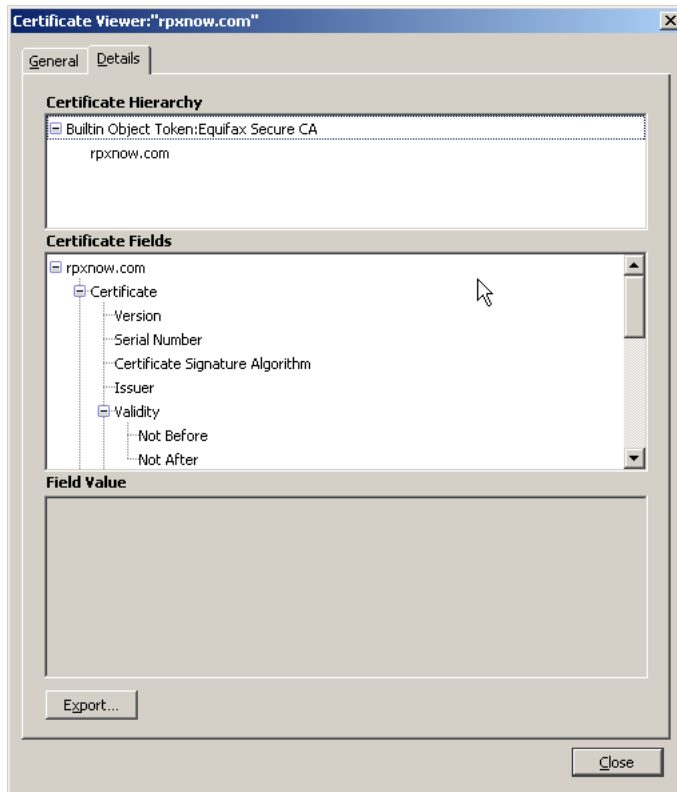 Certificate Viewer:"rpxnow.com"
General Details
Certificate Hierarchy
Builtin Object Token:Equifax Secure CA
rpxnow.com
Certificate Fields
rpxnow.com
Certificate
Version
Serial Number
Certificate Signature Algorithm
Issuer
Validity
Not Before
Not After
Field Value
Export...
Close